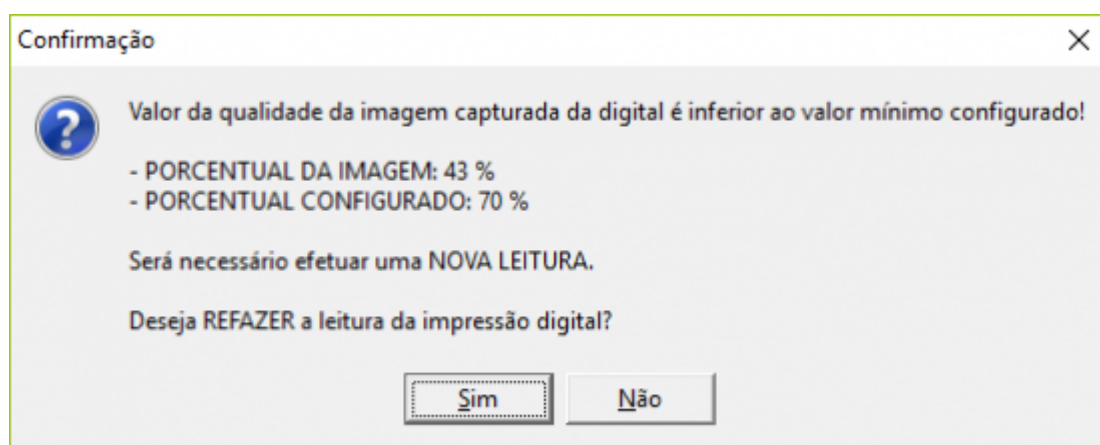 Confirmação
Valor da qualidade da imagem capturada da digital é inferior ao valor mínimo configurado!
- PORCENTUAL DA IMAGEM: 43 %
- PORCENTUAL CONFIGURADO: 70 %
Será necessário efetuar uma NOVA LEITURA.
Deseja REFAZER a leitura da impressão digital?
Sim
Não